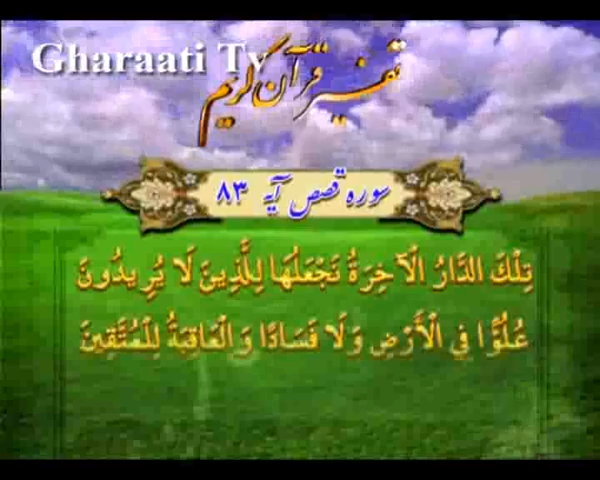 Gharaati Tv
تفسیر قرآن کریم
سوره قصص آیه ۸۳
تِلْكَ الدَّارُ الْآخِرَةُ نَجْعَلُهَا لِلَّذِينَ لَا يُرِيدُونَ
عُلُوًّا فِي الْأَرْضِ وَلَا فَسَادًا وَالْعَاقِبَةُ لِلْمُتَّقِينَ